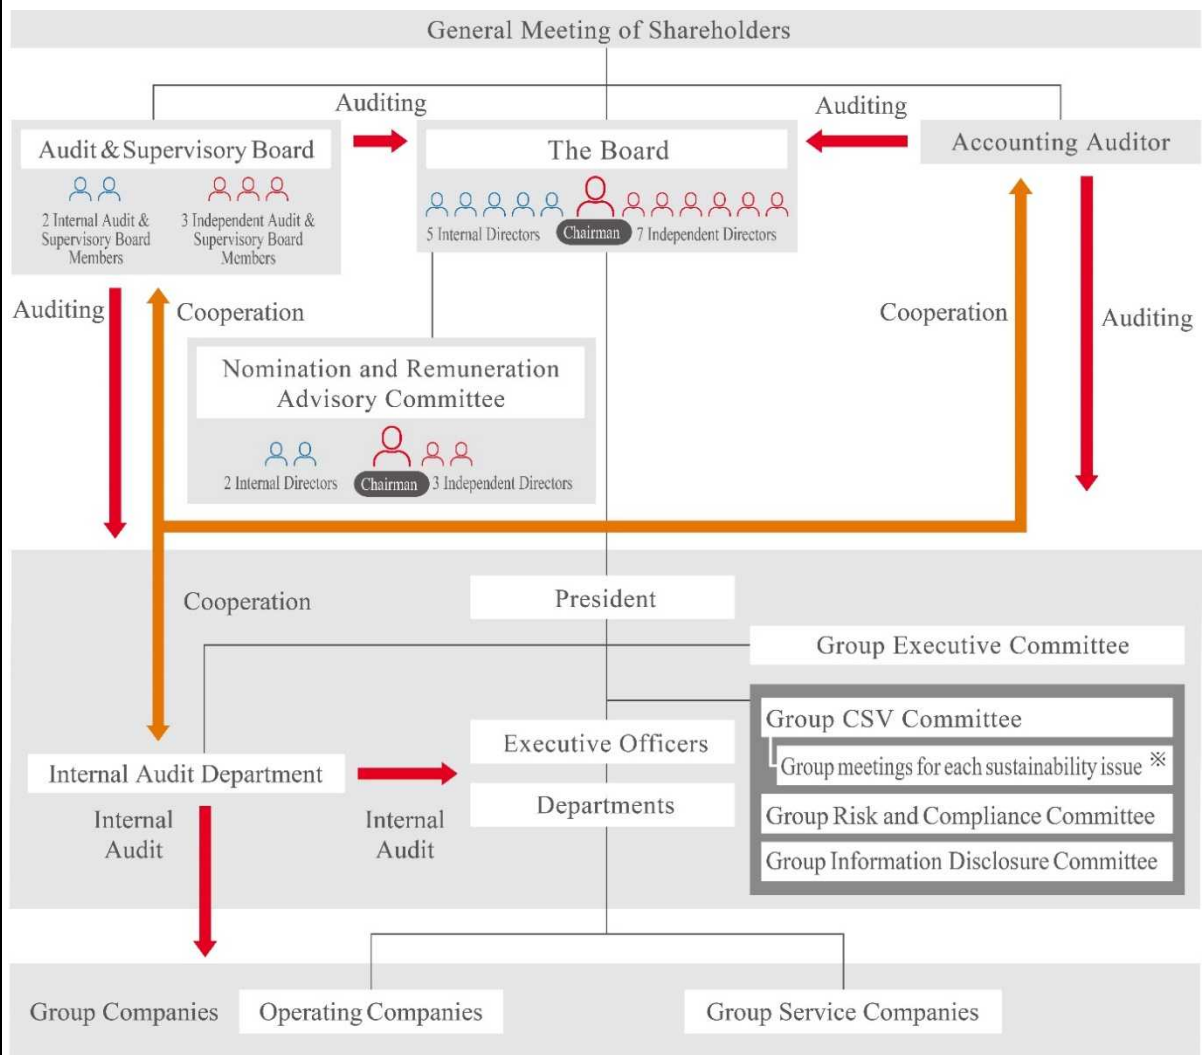 General Meeting of Shareholders
Auditing
Auditing
Audit & Supervisory Board
The Board
Accounting Auditor
2 Internal Audit &
Supervisory Board
Members
3 Independent Audit &
Supervisory Board
Members
5 Internal Directors
Chairman
7 Independent Directors
Auditing
Cooperation
Cooperation
Auditing
Nomination and Remuneration
Advisory Committee
2 Internal Directors
Chairman
3 Independent Directors
Cooperation
President
Group Executive Committee
Group CSV Committee
Executive Officers
Group meetings for each sustainability issue ※
Internal Audit Department
Departments
Internal
Audit
Internal
Audit
Group Risk and Compliance Committee
Group Information Disclosure Committee
Group Companies
Operating Companies
Group Service Companies